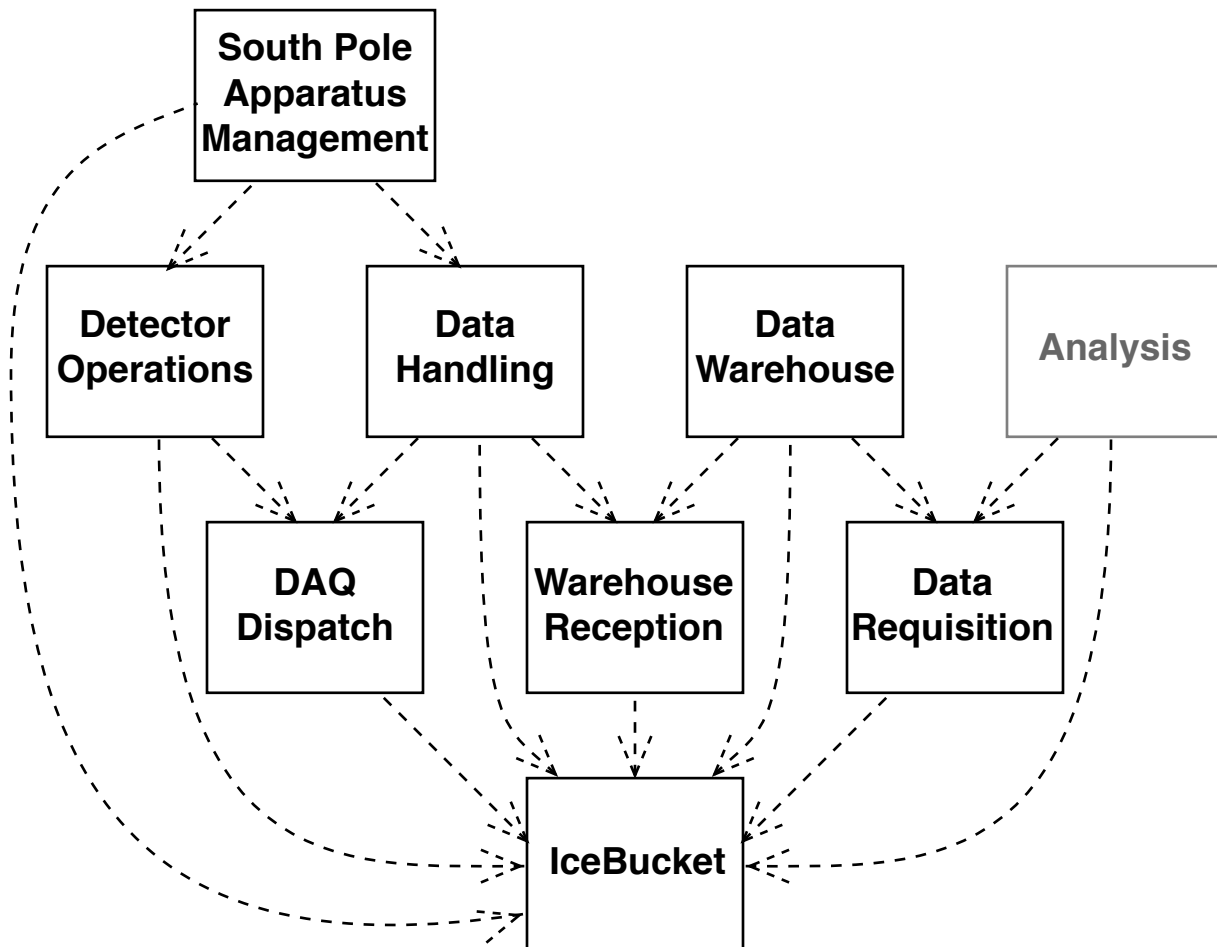 South Pole
Apparatus
Management
Detector
Operations
Data
Handling
Data
Warehouse
Analysis
DAQ
Dispatch
Warehouse
Reception
Data
Requisition
IceBucket